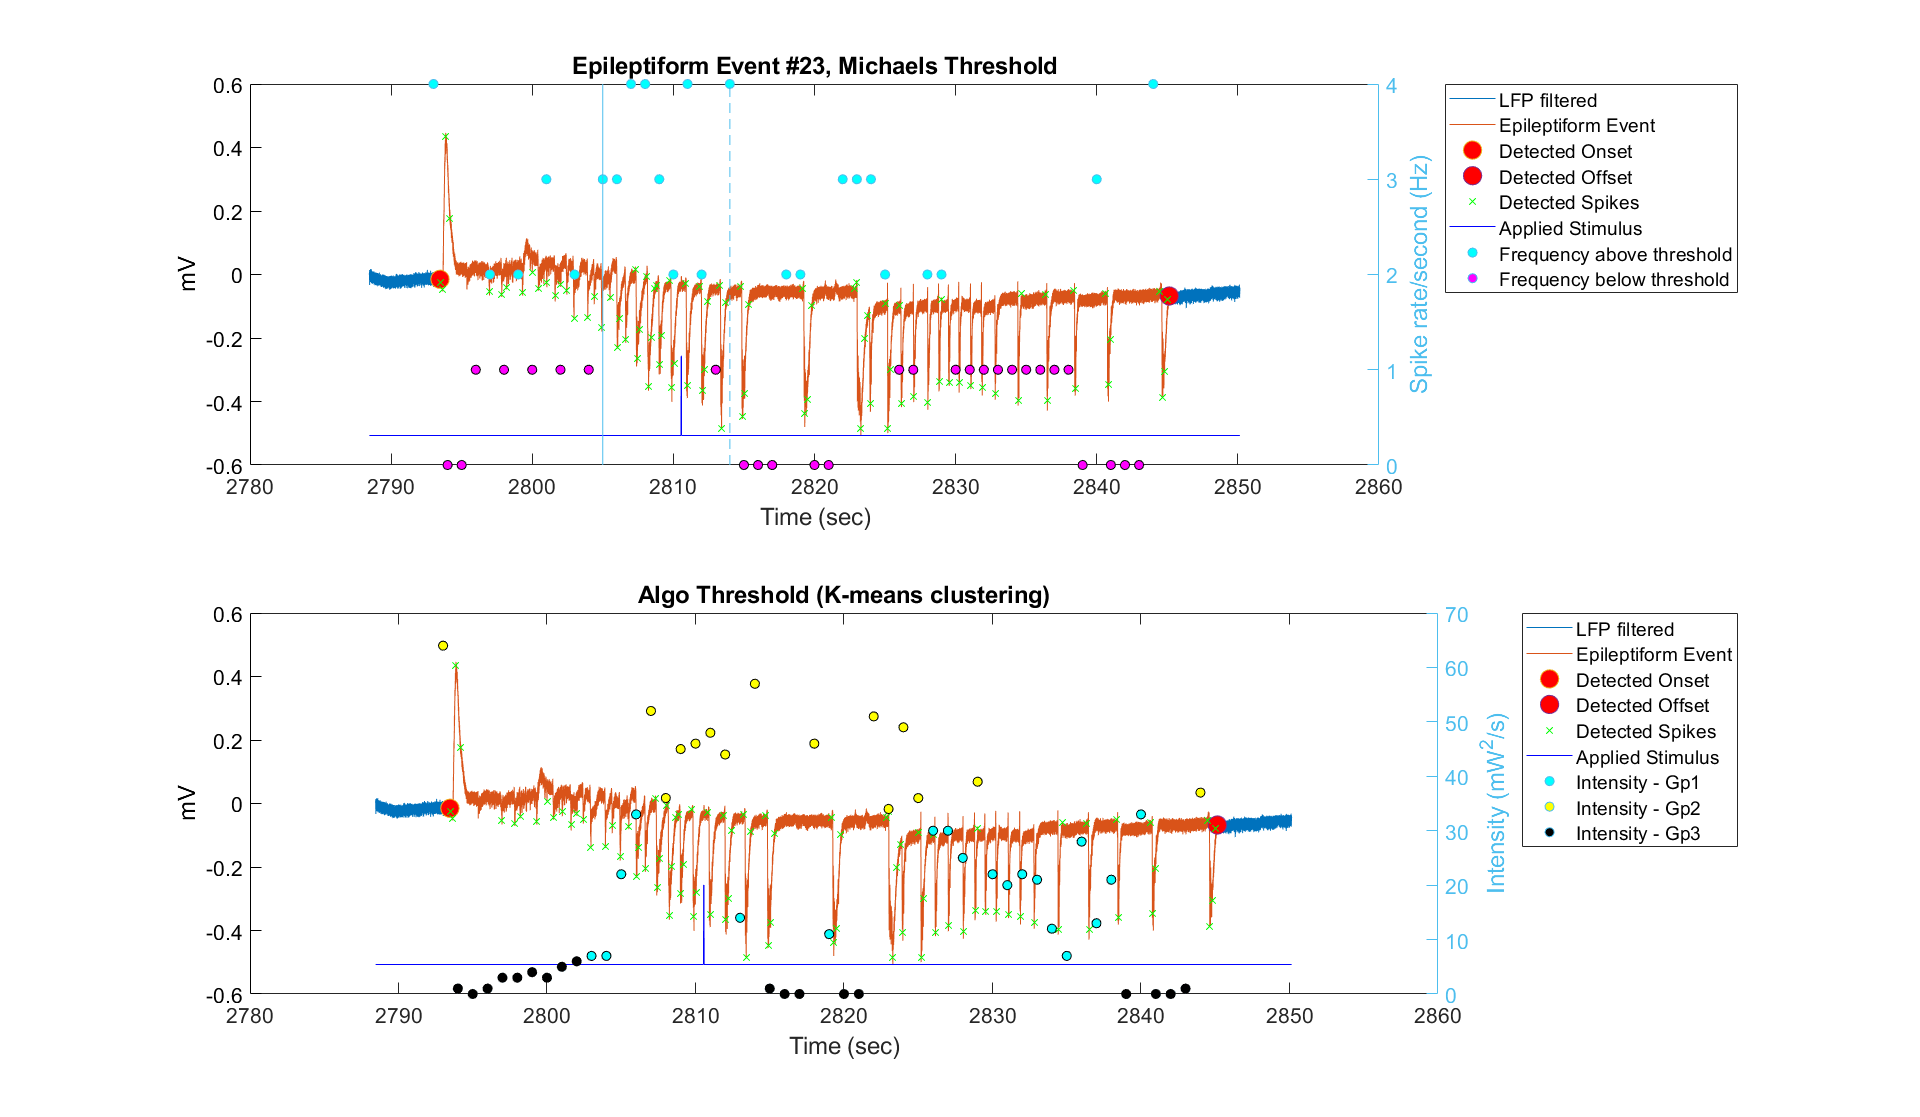 Epileptiform Event #23, Michaels Threshold
0.6
0.4
0.2
0
-0.2
-0.4
-0.6
mV
4
3
2
1
0
Spike rate/second (Hz)
2780 2790 2800 2810 2820 2830 2840 2850 2860
Time (sec)
LFP filtered
Epileptiform Event
Detected Onset
Detected Offset
Detected Spikes
Applied Stimulus
Frequency above threshold
Frequency below threshold
Algo Threshold (K-means clustering)
0.6
0.4
0.2
0
-0.2
-0.4
-0.6
mV
70
60
50
40
30
20
10
0
Intensity (mW²/s)
2780 2790 2800 2810 2820 2830 2840 2850 2860
Time (sec)
LFP filtered
Epileptiform Event
Detected Onset
Detected Offset
Detected Spikes
Applied Stimulus
Intensity - Gp1
Intensity - Gp2
Intensity - Gp3